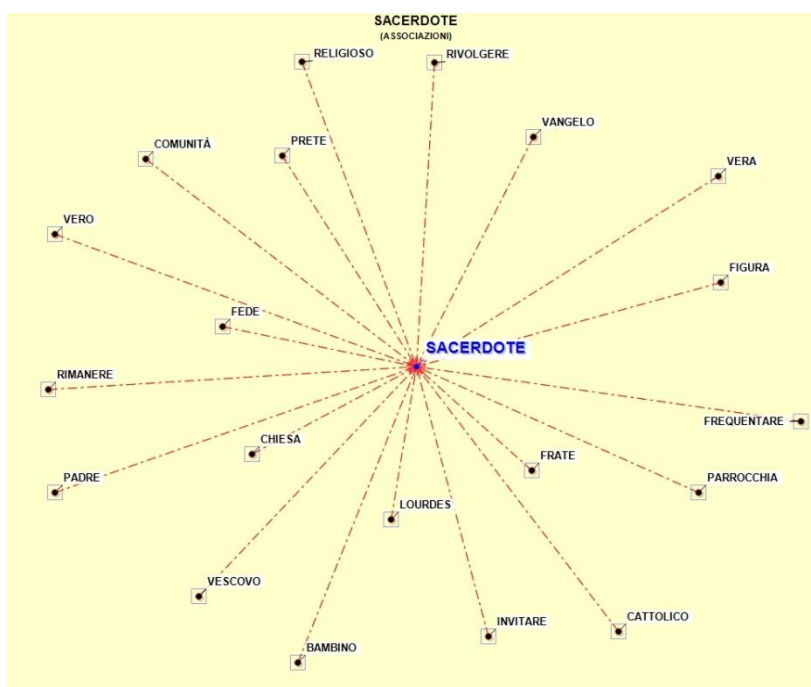 SACERDOTE
(ASSOCIAZIONI)
RELIGIOSO
RIVOLGERE
VANGELO
COMUNITÀ
PRETE
VERA
VERO
FIGURA
FEDE
SACERDOTE
RIMANERE
FREQUENTARE
CHIESA
FRATE
PADRE
PARROCCHIA
LOURDES
VESCOVO
INVITARE
CATTOLICO
BAMBINO